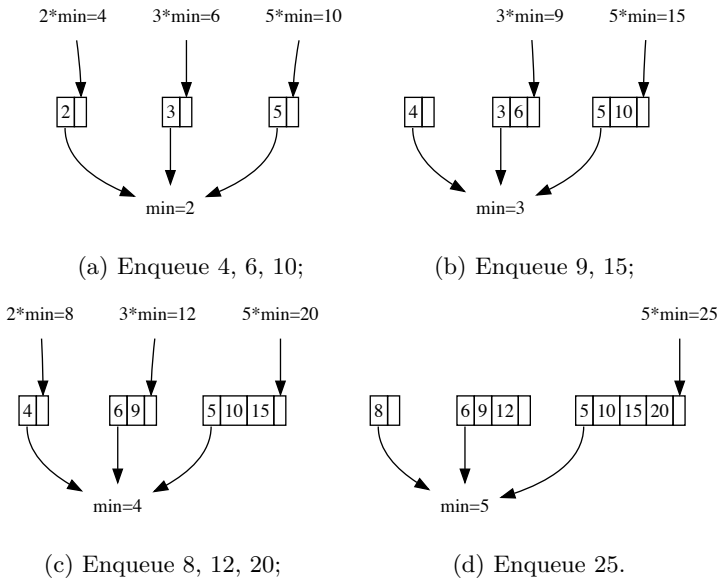 2*min=4 3*min=6 5*min=10
2 3 5
min=2
(a) Enqueue 4, 6, 10;
3*min=9 5*min=15
4 3 6 5 10
min=3
(b) Enqueue 9, 15;
2*min=8 3*min=12 5*min=20
4 6 9 5 10 15
min=4
(c) Enqueue 8, 12, 20;
5*min=25
8 6 9 12 5 10 15 20
min=5
(d) Enqueue 25.